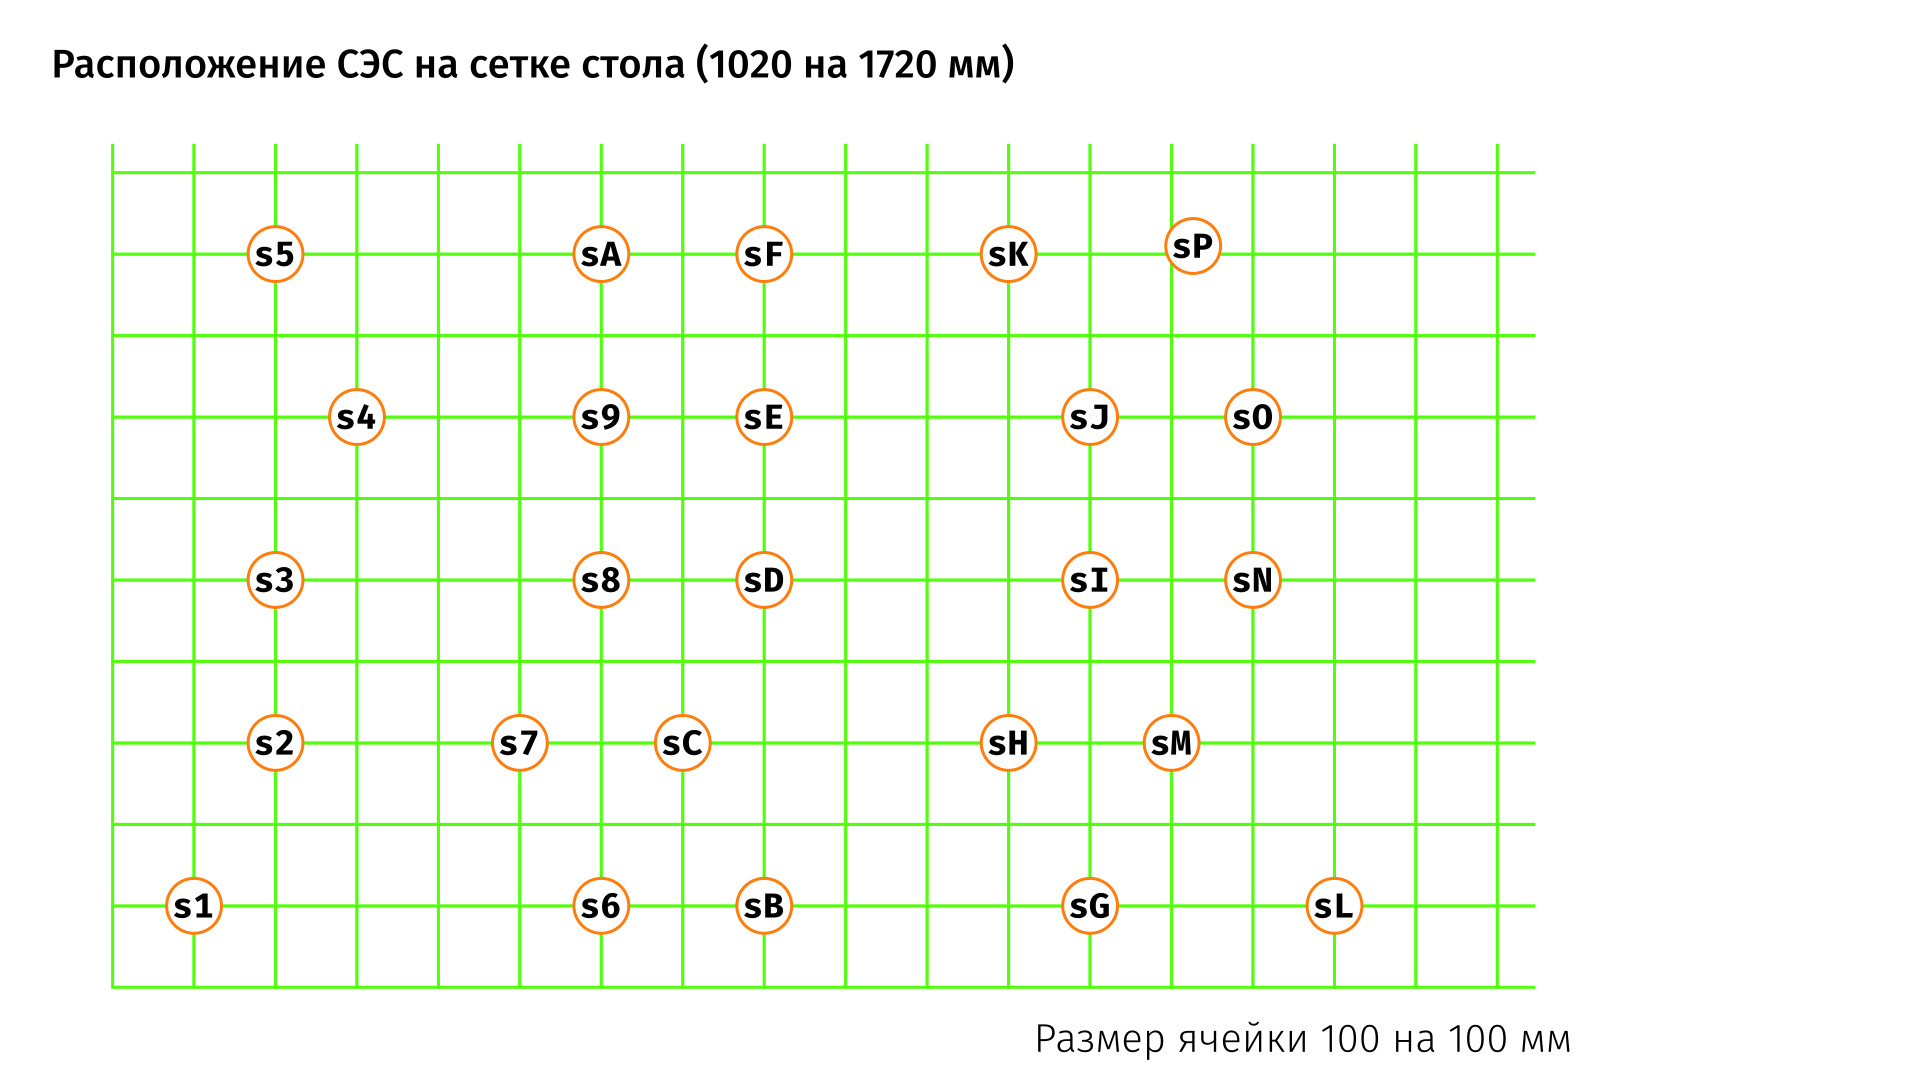 Расположение СЭС на сетке стола (1020 на 1720 мм)
s5 sA sF sK sP
s4 s9 sE sJ sO
s3 s8 sD sI sN
s2 s7 sC sH sM
s1 s6 sB sG sL
Размер ячейки 100 на 100 мм